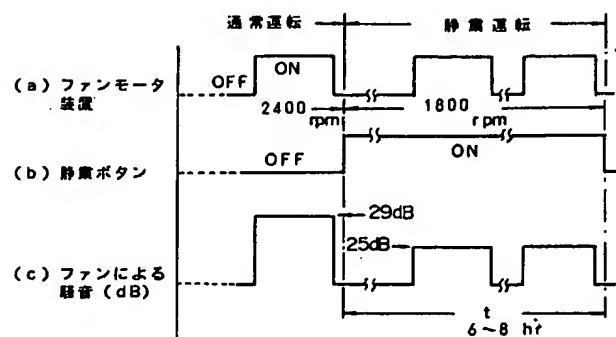 通常運転 静粛運転
(a) ファンモータ装置
OFF ON
2400 rpm 1800 rpm
(b) 静粛ボタン
OFF ON
29dB
25dB
(c) ファンによる騒音(dB)
t
6~8 hr